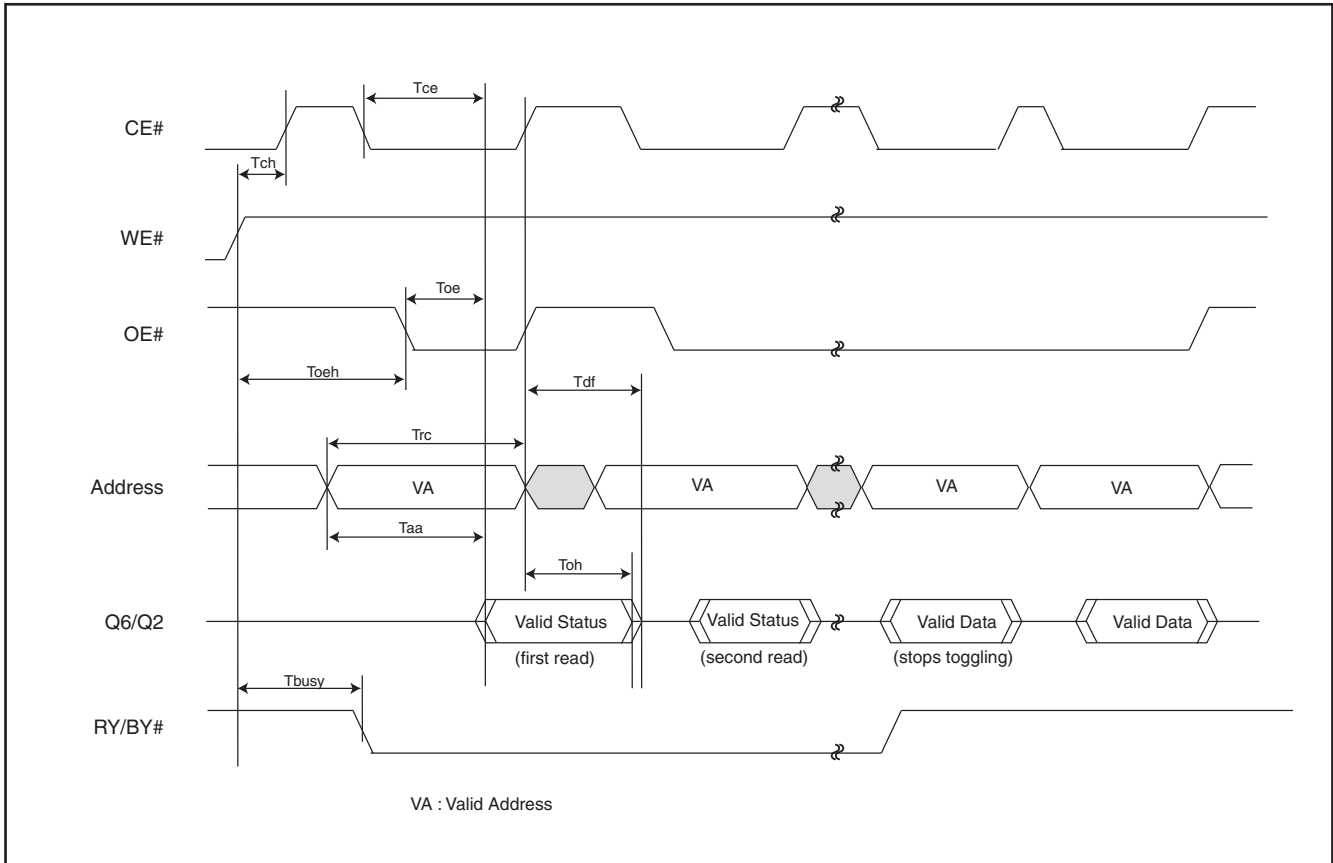 Tce
CE#
Tch
WE#
Toe
OE#
Toeh
Tdf
Trc
Address
VA
VA
VA
VA
Taa
Toh
Q6/Q2
Valid Status
Valid Status
Valid Data
Valid Data
(first read)
(second read)
(stops toggling)
Tbusy
RY/BY#
VA : Valid Address